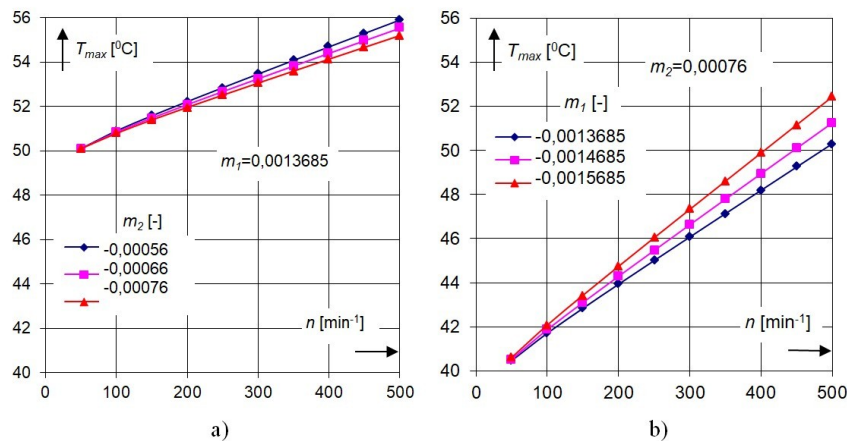 56
54
52
50
48
46
44
42
40
T_max [⁰C]
m_1=0,0013685
m_2 [-]
-0,00056
-0,00066
-0,00076
n [min⁻¹]
0 100 200 300 400 500
a)
56
54
52
50
48
46
44
42
40
T_max [⁰C]
m_2=0,00076
m_1 [-]
-0,0013685
-0,0014685
-0,0015685
n [min⁻¹]
0 100 200 300 400 500
b)